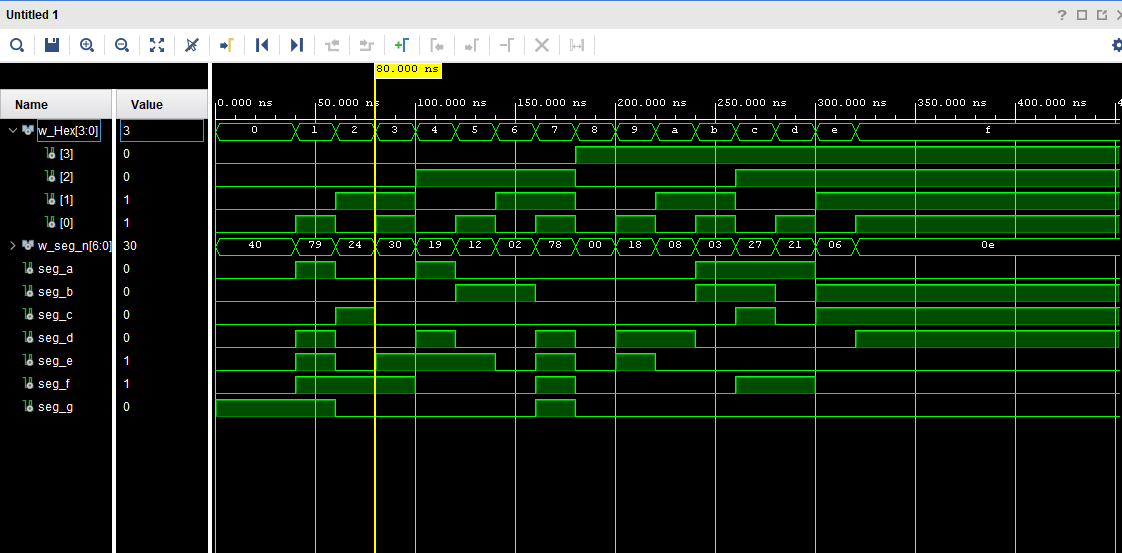 Untitled 1
?
80.000 ns
Name Value
0.000 ns 50.000 ns 100.000 ns 150.000 ns 200.000 ns 250.000 ns 300.000 ns 350.000 ns 400.000 ns
w_Hex[3:0] 3 0 1 2 3 4 5 6 7 8 9 a b c d e f
[3] 0
[2] 0
[1] 1
[0] 1
w_seg_n[6:0] 30 40 79 24 30 19 12 02 78 00 18 08 03 27 21 06 0e
seg_a 0
seg_b 0
seg_c 0
seg_d 0
seg_e 1
seg_f 1
seg_g 0